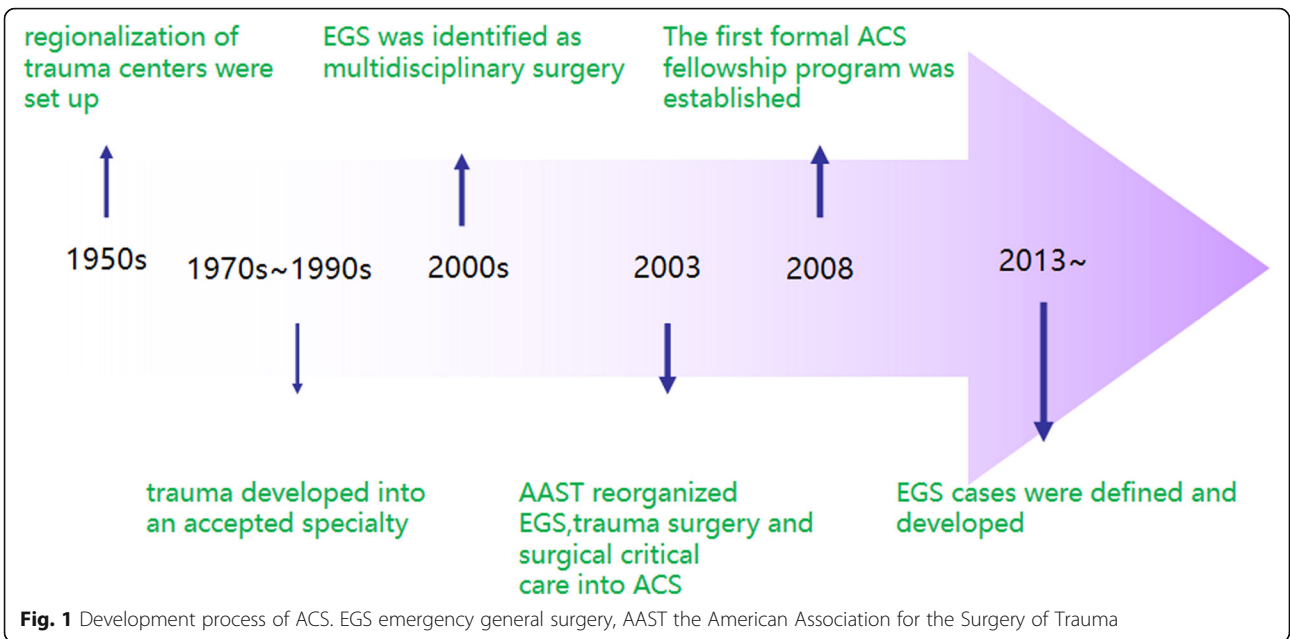 regionalization of
trauma centers were
set up
EGS was identified as
multidisciplinary surgery
The first formal ACS
fellowship program was
established
1950s
1970s~1990s
2000s
2003
2008
2013~
trauma developed into
an accepted specialty
AAST reorganized
EGS,trauma surgery and
surgical critical
care into ACS
EGS cases were defined and
developed
Fig. 1 Development process of ACS. EGS emergency general surgery, AAST the American Association for the Surgery of Trauma